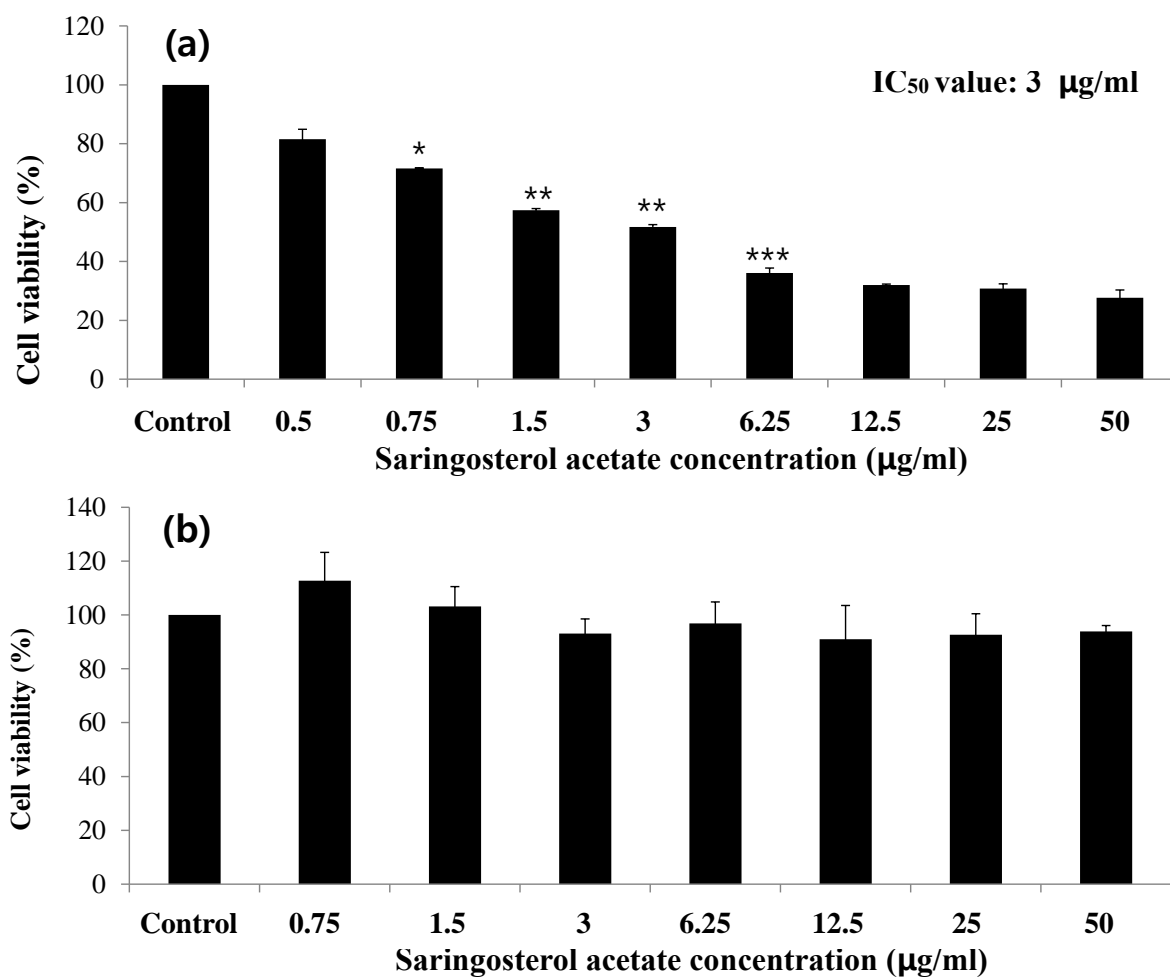 120
(a)
IC50 value: 3 μg/ml
100
80
*
60
**
**
40
***
20
0
Cell viability (%)
Control 0.5 0.75 1.5 3 6.25 12.5 25 50
Saringosterol acetate concentration (μg/ml)
140
(b)
120
100
80
60
40
20
0
Cell viability (%)
Control 0.75 1.5 3 6.25 12.5 25 50
Saringosterol acetate concentration (μg/ml)